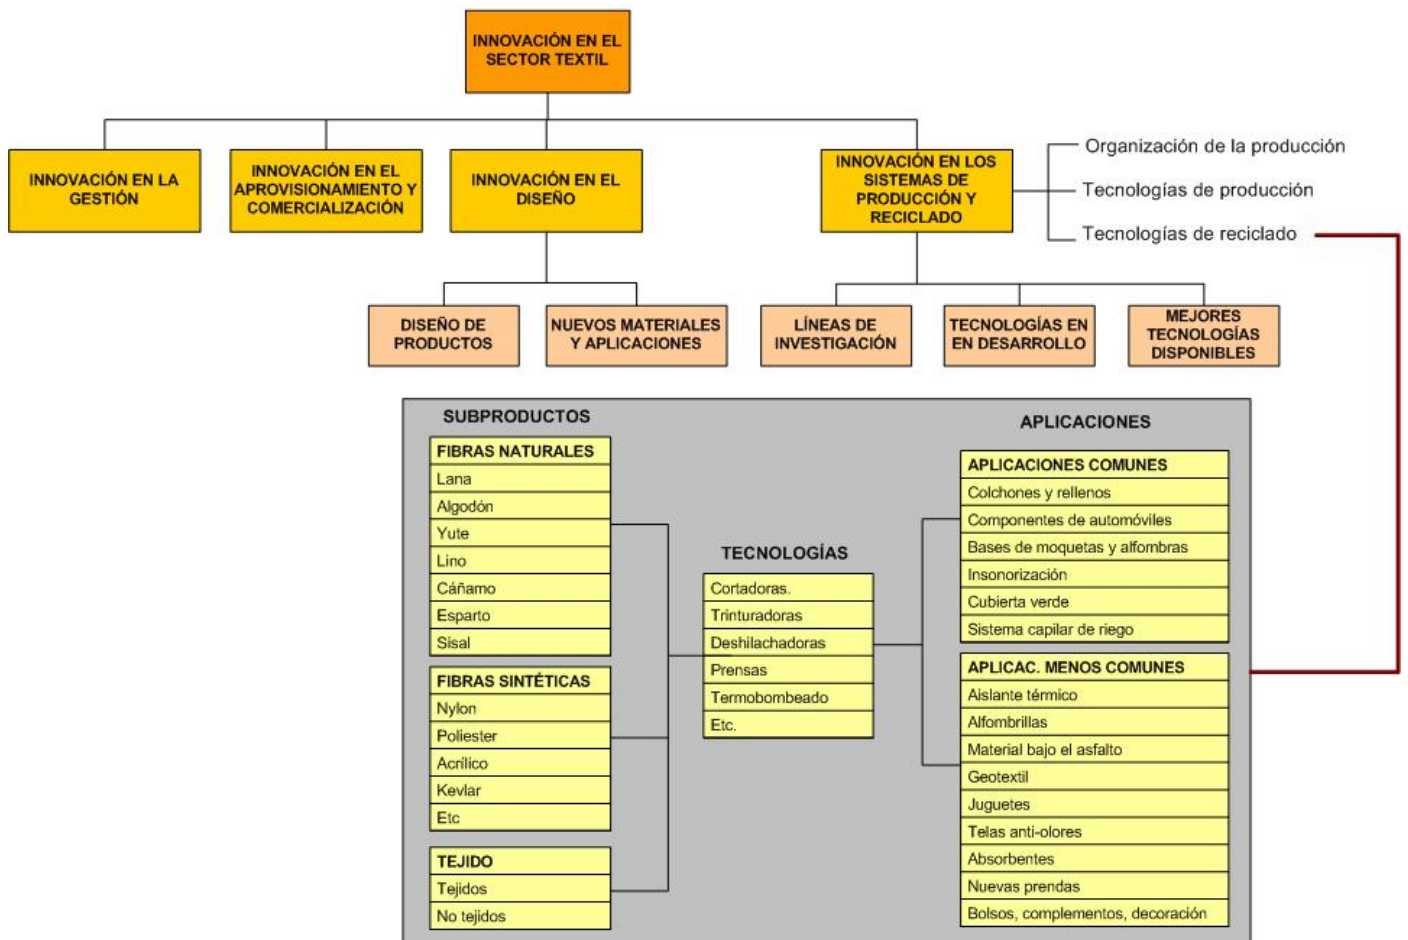 INNOVACIÓN EN EL
SECTOR TEXTIL
INNOVACIÓN EN LA
GESTIÓN
INNOVACIÓN EN EL
APROVISIONAMIENTO Y
COMERCIALIZACIÓN
INNOVACIÓN EN EL
DISEÑO
INNOVACIÓN EN LOS
SISTEMAS DE
PRODUCCIÓN Y
RECICLADO
Organización de la producción
Tecnologías de producción
Tecnologías de reciclado
DISEÑO DE
PRODUCTOS
NUEVOS MATERIALES
Y APLICACIONES
LÍNEAS DE
INVESTIGACIÓN
TECNOLOGÍAS EN
EN DESARROLLO
MEJORES
TECNOLOGÍAS
DISPONIBLES
SUBPRODUCTOS
FIBRAS NATURALES
Lana
Algodón
Yute
Lino
Cáñamo
Esparto
Sisal
FIBRAS SINTÉTICAS
Nylon
Poliester
Acrílico
Kevlar
Etc
TEJIDO
Tejidos
No tejidos
TECNOLOGÍAS
Cortadoras.
Trinturadoras
Deshilachadoras
Prensas
Termobombeado
Etc.
APLICACIONES
APLICACIONES COMUNES
Colchones y rellenos
Componentes de automóviles
Bases de moquetas y alfombras
Insonorización
Cubierta verde
Sistema capilar de riego
APLICAC. MENOS COMUNES
Aislante térmico
Alfombrillas
Material bajo el asfalto
Geotextil
Juguetes
Telas anti-olores
Absorbentes
Nuevas prendas
Bolsos, complementos, decoración